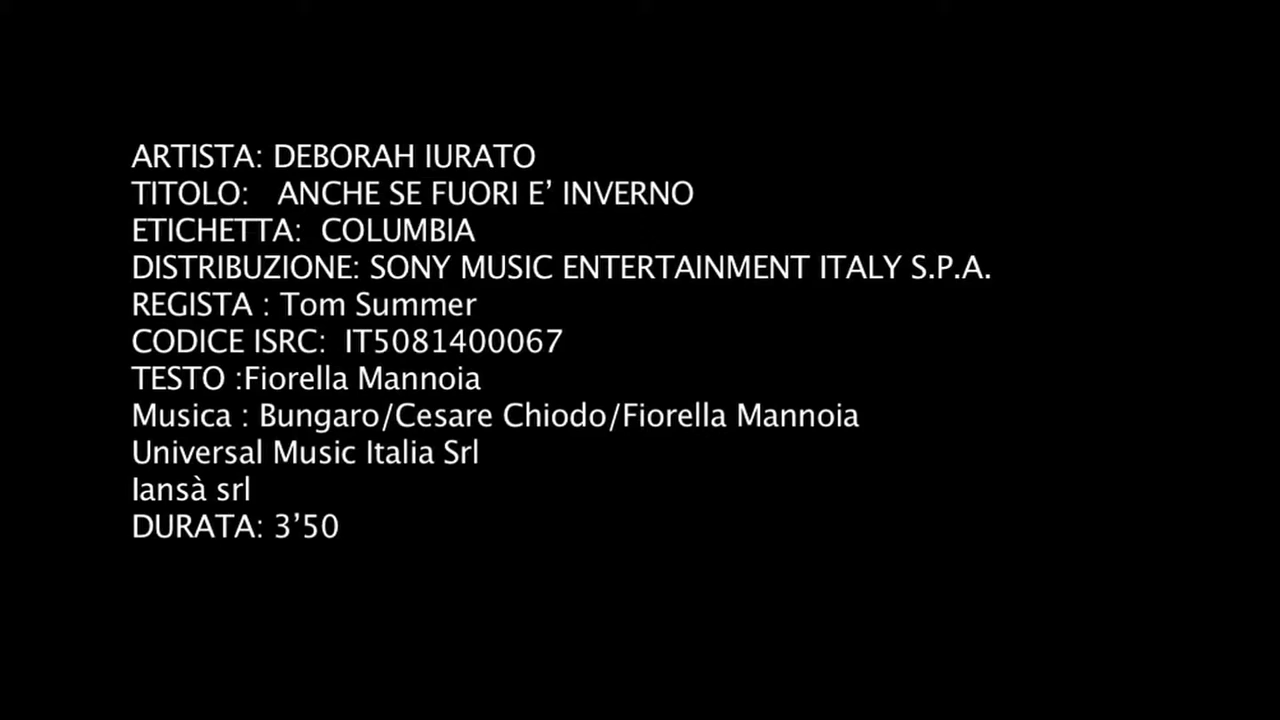 ARTISTA: DEBORAH IURATO
TITOLO: ANCHE SE FUORI E’ INVERNO
ETICHETTA: COLUMBIA
DISTRIBUZIONE: SONY MUSIC ENTERTAINMENT ITALY S.P.A.
REGISTA : Tom Summer
CODICE ISRC: IT5081400067
TESTO :Fiorella Mannoia
Musica : Bungaro/Cesare Chiodo/Fiorella Mannoia
Universal Music Italia Srl
Iansà srl
DURATA: 3’50